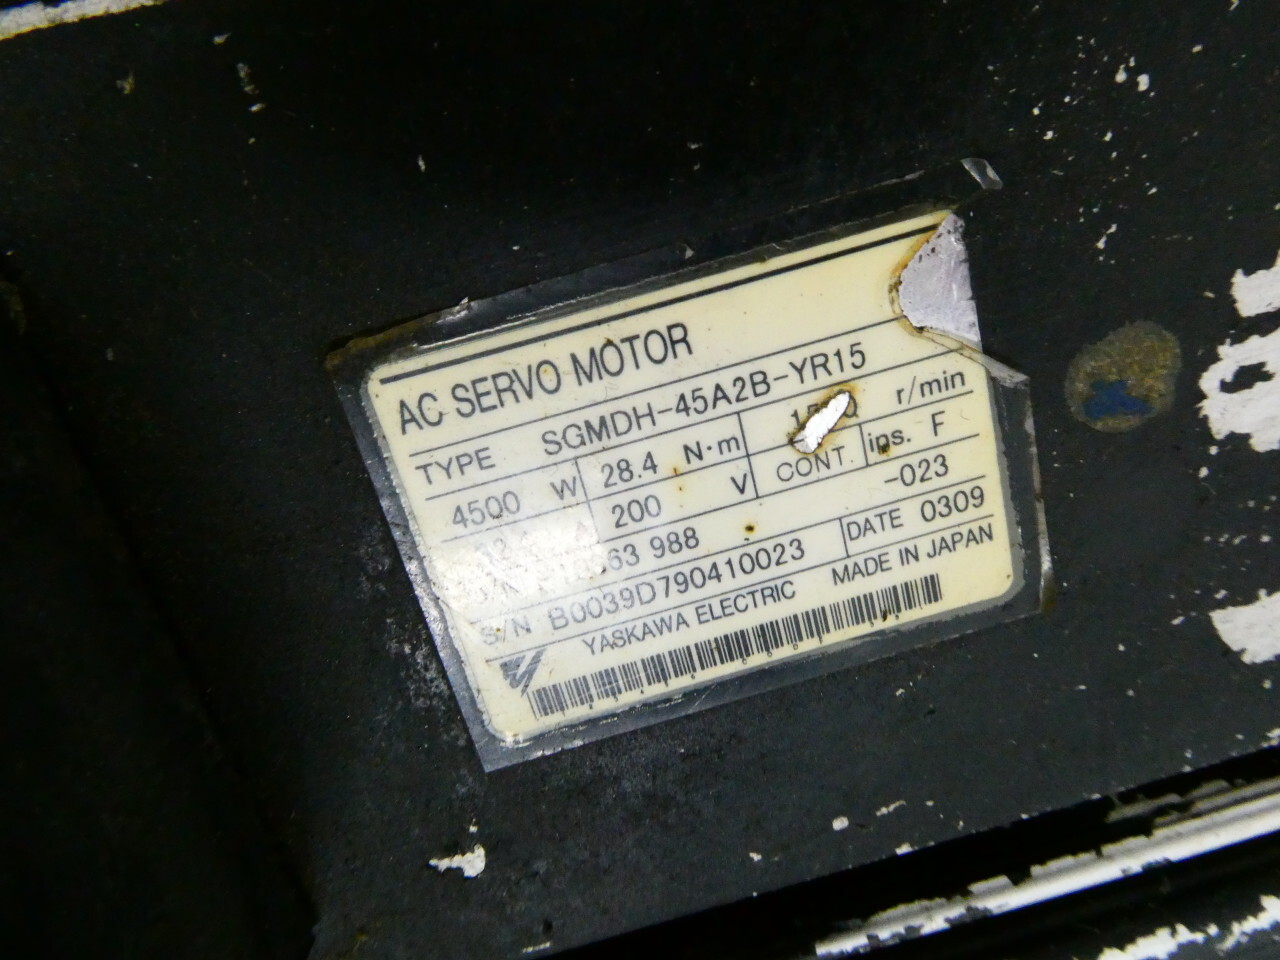 AC SERVO MOTOR
TYPE SGMDH-45A2B-YR15
4500 W 28.4 N·m r/min
200 V CONT. ins. F
63 988 -023
S/N B0039D790410023 DATE 0309
YASKAWA ELECTRIC MADE IN JAPAN